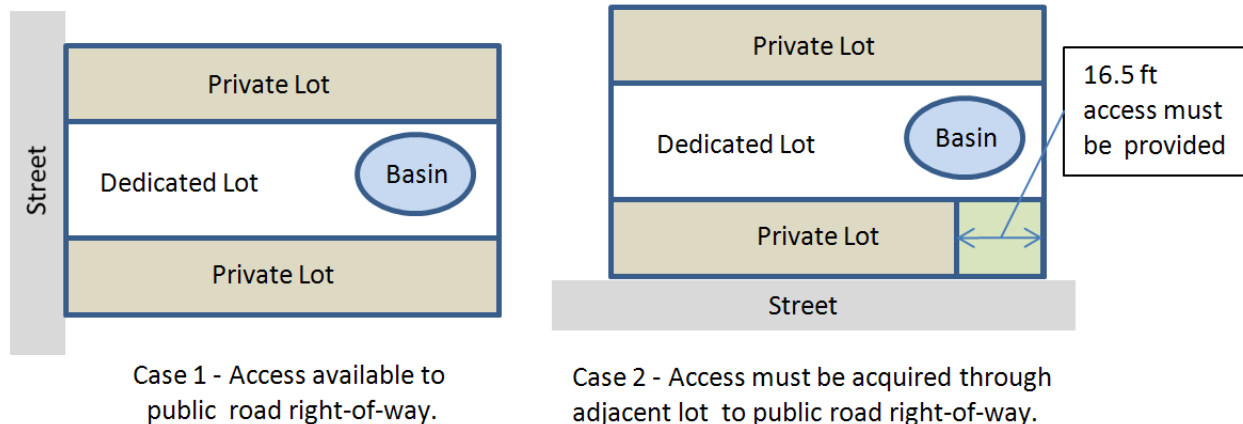 Street
Private Lot
Dedicated Lot
Basin
Private Lot
Case 1 - Access available to
public road right-of-way.
Private Lot
Dedicated Lot
Basin
Private Lot
Street
16.5 ft
access must
be provided
Case 2 - Access must be acquired through
adjacent lot to public road right-of-way.